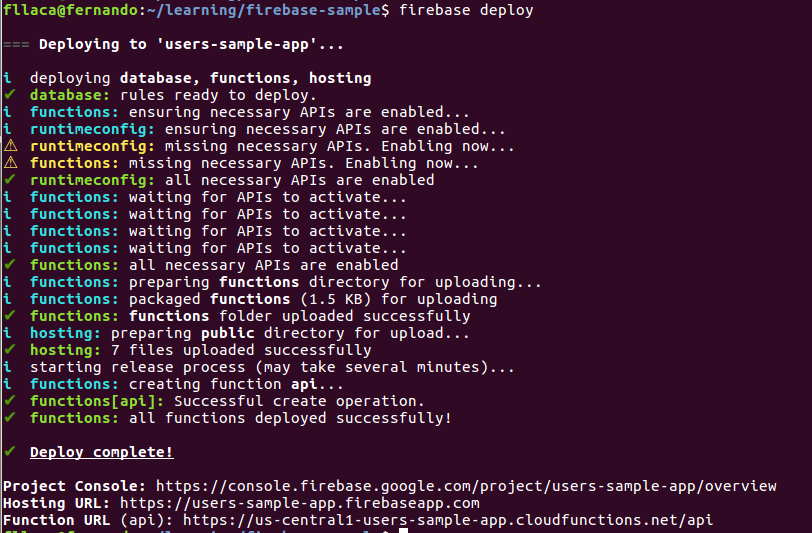 fllaca@fernando:~/learning/firebase-sample$ firebase deploy
=== Deploying to 'users-sample-app'...
i deploying database, functions, hosting
✔ database: rules ready to deploy.
i functions: ensuring necessary APIs are enabled...
i runtimeconfig: ensuring necessary APIs are enabled...
⚠ runtimeconfig: missing necessary APIs. Enabling now...
⚠ functions: missing necessary APIs. Enabling now...
✔ runtimeconfig: all necessary APIs are enabled
i functions: waiting for APIs to activate...
i functions: waiting for APIs to activate...
i functions: waiting for APIs to activate...
i functions: waiting for APIs to activate...
✔ functions: all necessary APIs are enabled
i functions: preparing functions directory for uploading...
i functions: packaged functions (1.5 KB) for uploading
✔ functions: functions folder uploaded successfully
i hosting: preparing public directory for upload...
✔ hosting: 7 files uploaded successfully
i starting release process (may take several minutes)...
i functions: creating function api...
✔ functions[api]: Successful create operation.
✔ functions: all functions deployed successfully!
✔ Deploy complete!
Project Console: https://console.firebase.google.com/project/users-sample-app/overview
Hosting URL: https://users-sample-app.firebaseapp.com
Function URL (api): https://us-central1-users-sample-app.cloudfunctions.net/api
fllaca@fernando:~/learning/firebase-sample$